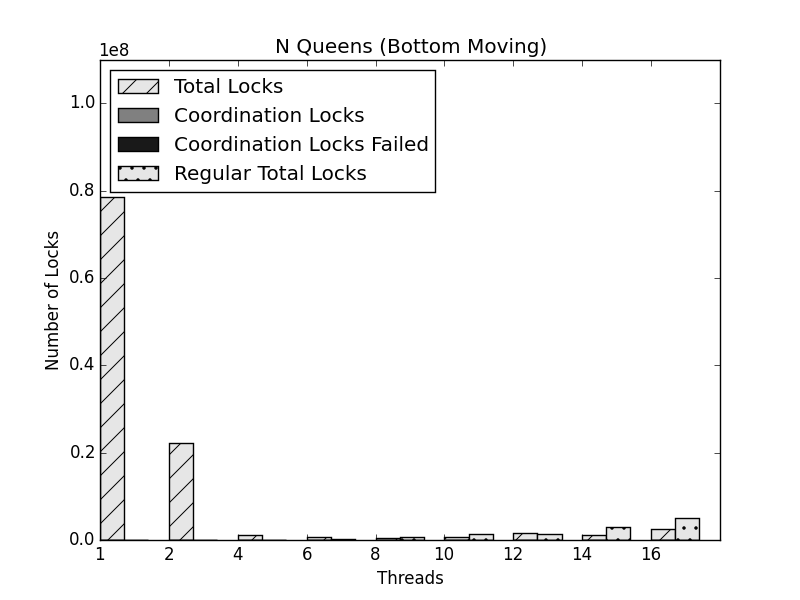 N Queens (Bottom Moving)
1e8
Total Locks
Coordination Locks
Coordination Locks Failed
Regular Total Locks
Number of Locks
1.0
0.8
0.6
0.4
0.2
0.0
1 2 4 6 8 10 12 14 16
Threads